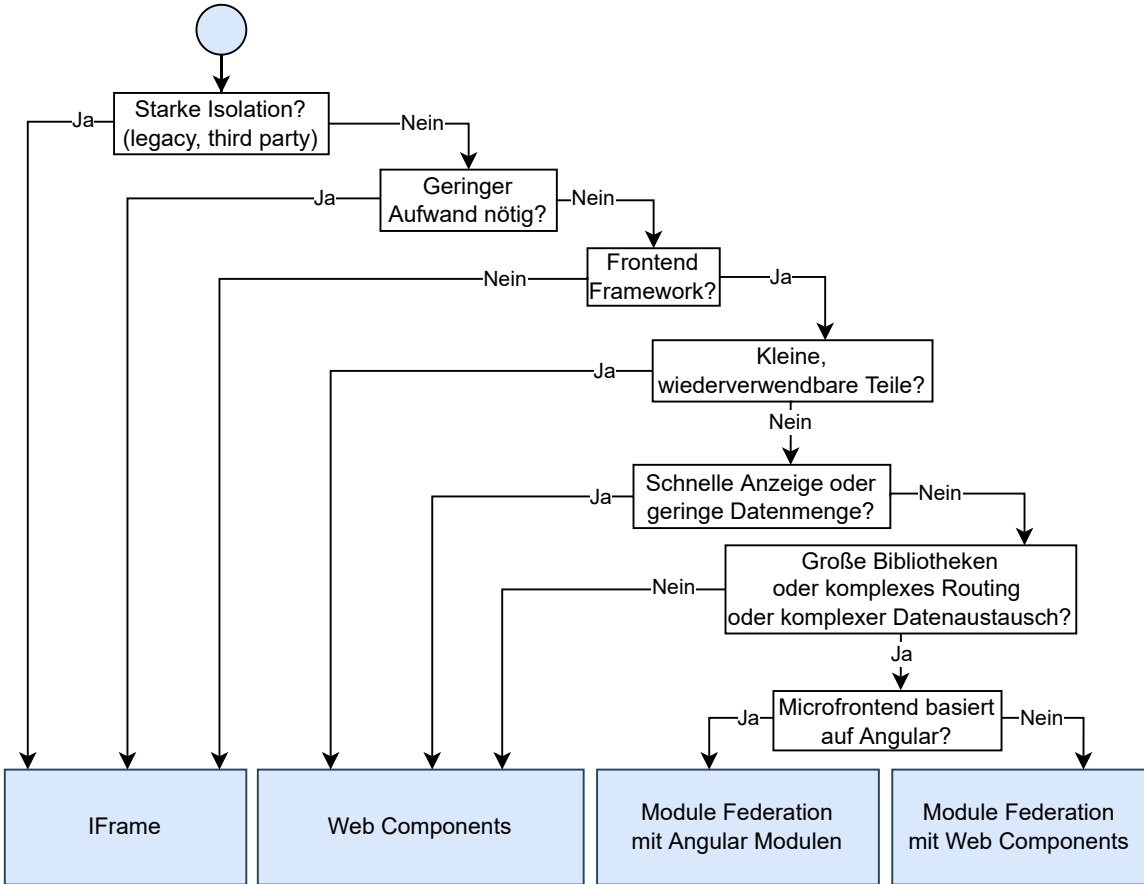 Starke Isolation?
(legacy, third party)
Ja
Nein
Geringer
Aufwand nötig?
Ja
Nein
Frontend
Framework?
Nein
Ja
Kleine,
wiederverwendbare Teile?
Ja
Nein
Schnelle Anzeige oder
geringe Datenmenge?
Ja
Nein
Große Bibliotheken
oder komplexes Routing
oder komplexer Datenaustausch?
Nein
Ja
Microfrontend basiert
auf Angular?
Ja
Nein
IFrame
Web Components
Module Federation
mit Angular Modulen
Module Federation
mit Web Components